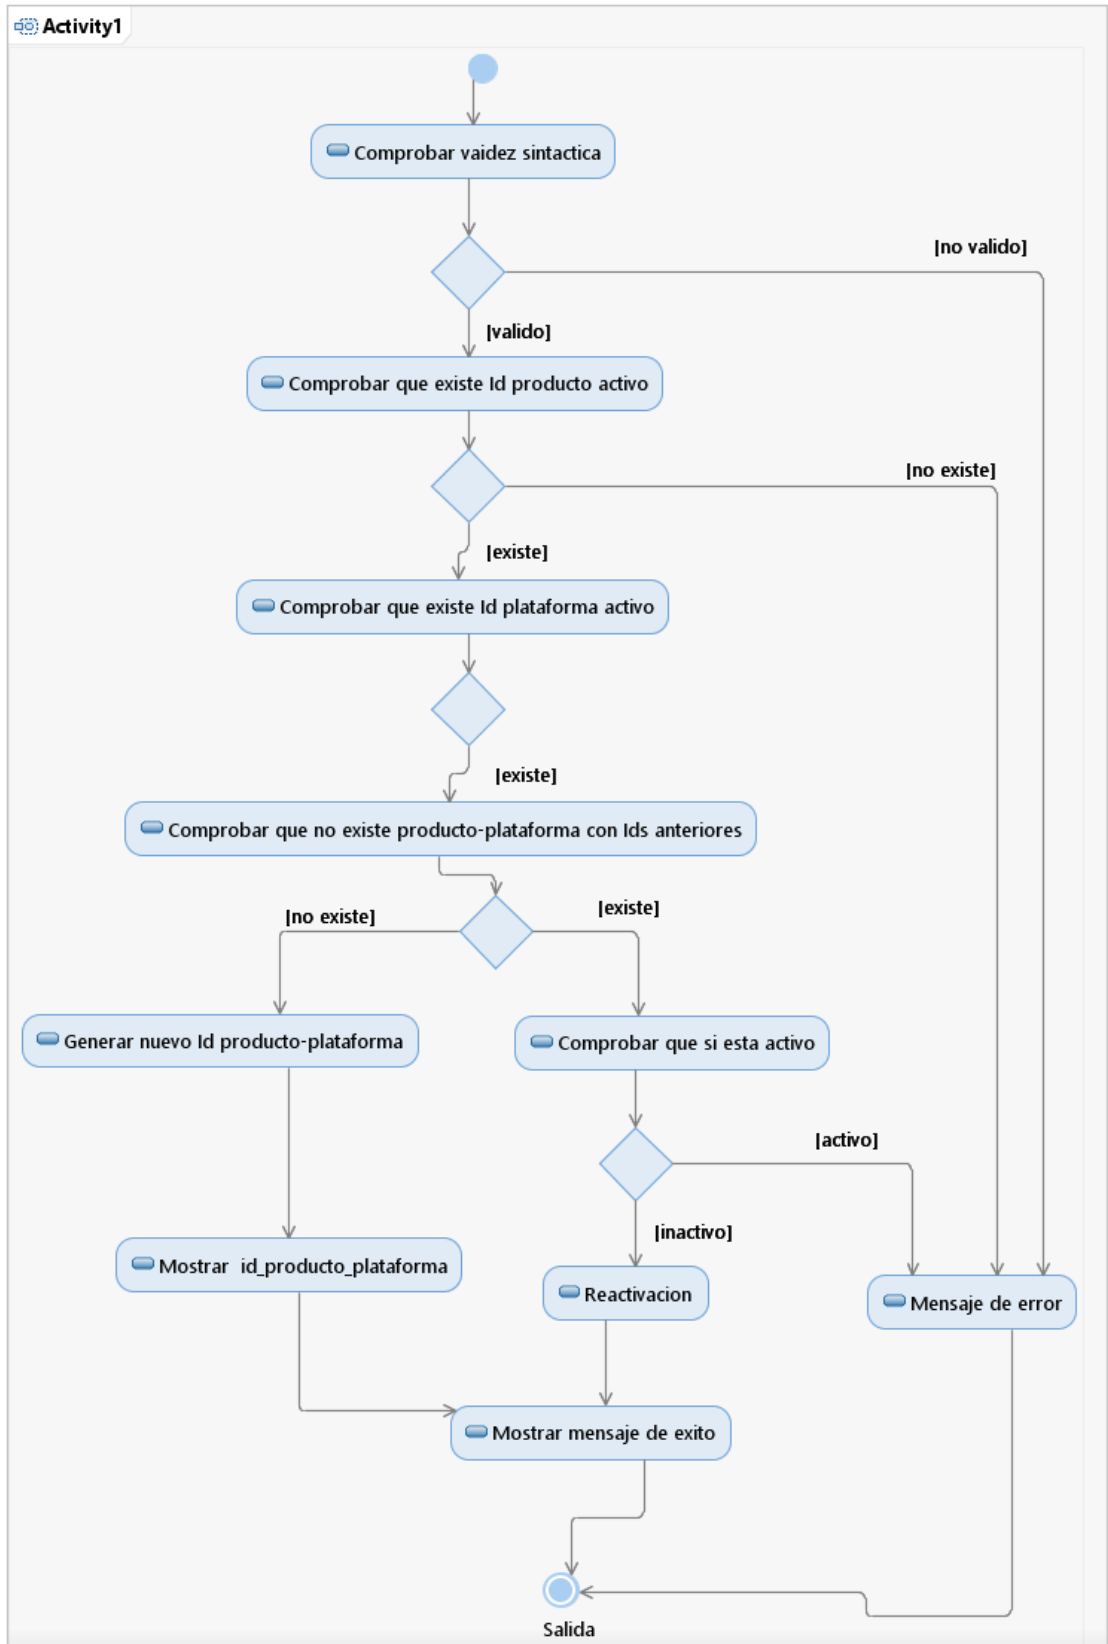 Activity1
Comprobar vaidez sintactica
[no valido]
[valido]
Comprobar que existe Id producto activo
[no existe]
[existe]
Comprobar que existe Id plataforma activo
[existe]
Comprobar que no existe producto-plataforma con Ids anteriores
[no existe]
[existe]
Generar nuevo Id producto-plataforma
Comprobar que si esta activo
[activo]
[inactivo]
Mostrar  id_producto_plataforma
Reactivacion
Mensaje de error
Mostrar mensaje de exito
Salida